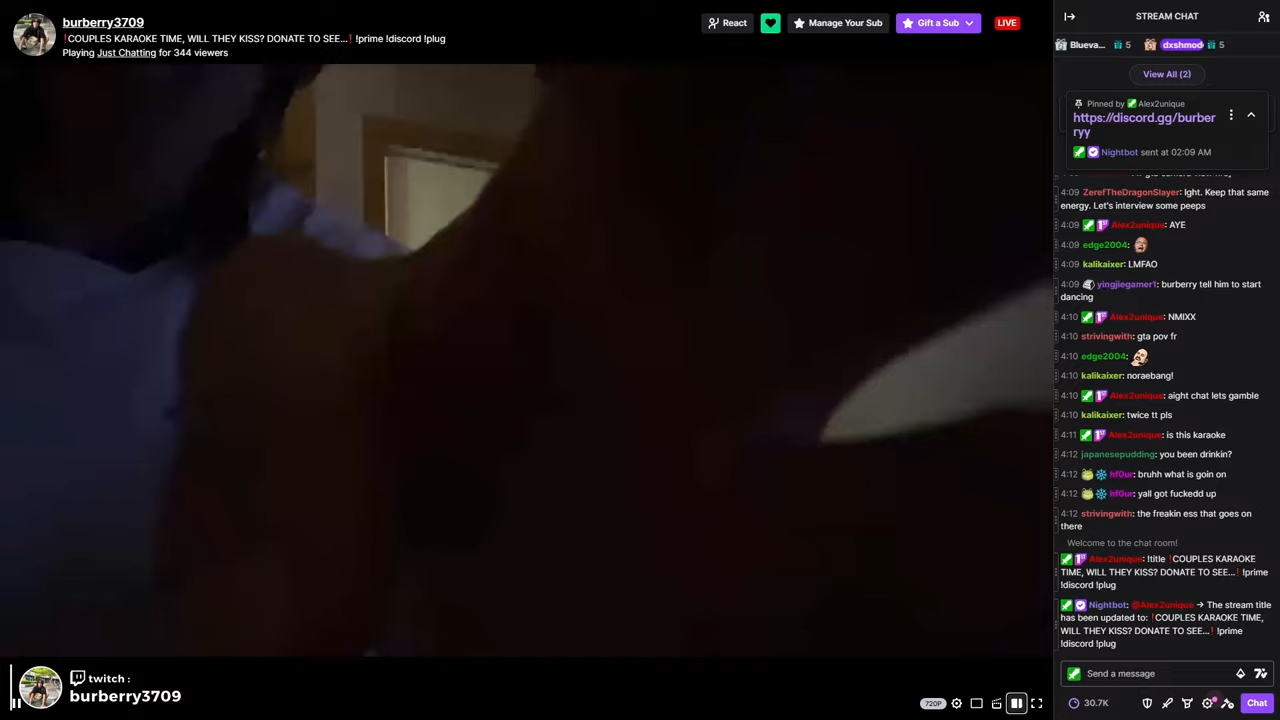 burberry3709
❗COUPLES KARAOKE TIME, WILL THEY KISS? DONATE TO SEE...❗ !prime !discord !plug
Playing Just Chatting for 344 viewers
React
Manage Your Sub
Gift a Sub
LIVE
twitch :
burberry3709
720P
STREAM CHAT
Blueva... 5
dxshmod 5
View All (2)
Pinned by Alex2unique
https://discord.gg/burber
ryy
Nightbot sent at 02:09 AM
4:09 ZerefTheDragonSlayer: Ight. Keep that same
energy. Let's interview some peeps
4:09 Alex2unique: AYE
4:09 edge2004:
4:09 kalikaixer: LMFAO
4:09 yingjiegamer1: burberry tell him to start
dancing
4:10 Alex2unique: NMIXX
4:10 strivingwith: gta pov fr
4:10 edge2004:
4:10 kalikaixer: noraebang!
4:10 Alex2unique: aight chat lets gamble
4:10 kalikaixer: twice tt pls
4:11 Alex2unique: is this karaoke
4:12 japanesepudding: you been drinkin?
4:12 hf0ur: bruhh what is goin on
4:12 hf0ur: yall got fuckedd up
4:12 strivingwith: the freakin ess that goes on
there
Welcome to the chat room!
Alex2unique: !title ❗COUPLES KARAOKE
TIME, WILL THEY KISS? DONATE TO SEE...❗ !prime
!discord !plug
Nightbot: @Alex2unique -> The stream title
has been updated to: ❗COUPLES KARAOKE TIME,
WILL THEY KISS? DONATE TO SEE...❗ !prime
!discord !plug
Send a message
30.7K
Chat